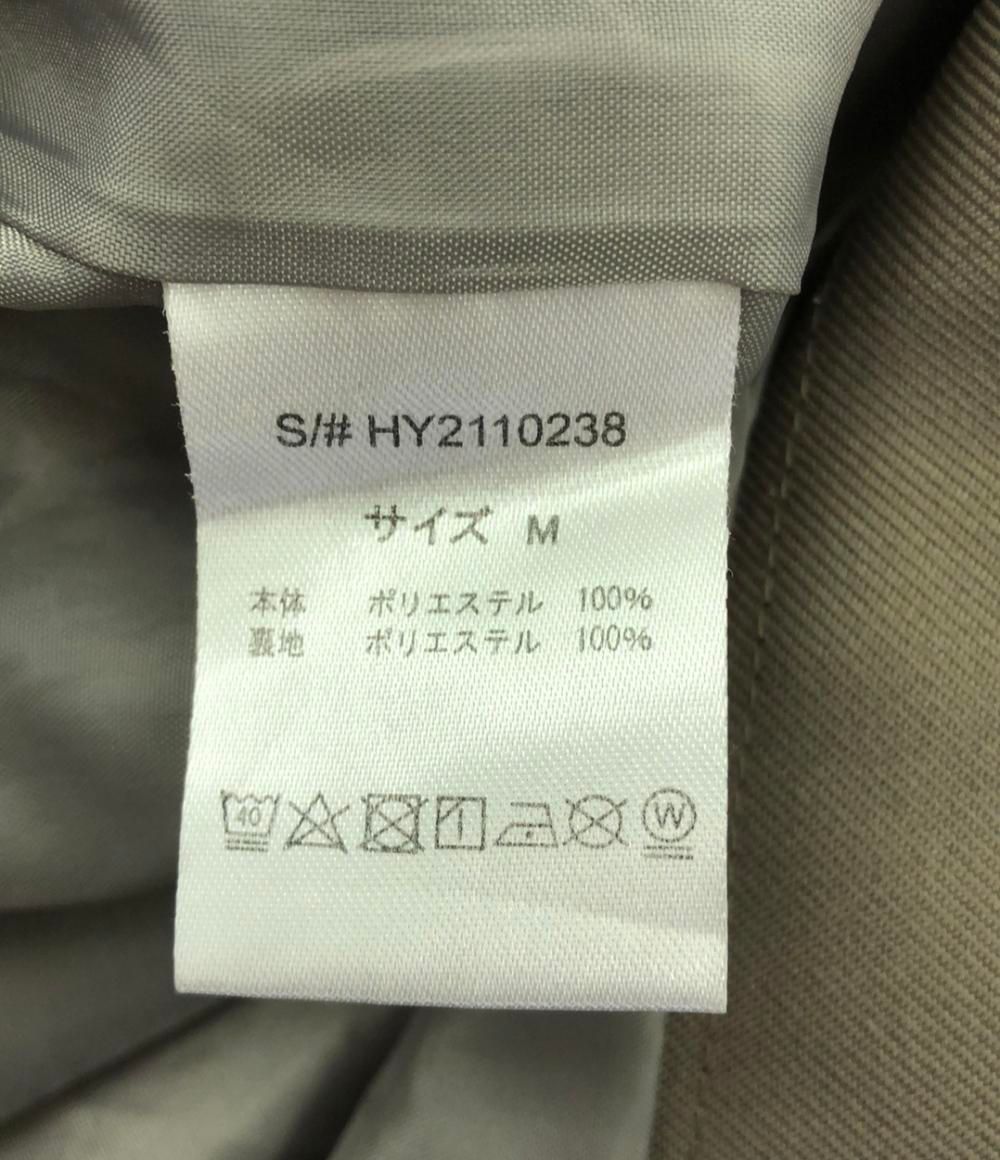 S/# HY2110238
サイズ M
本体 ポリエステル 100%
裏地 ポリエステル 100%
40 W